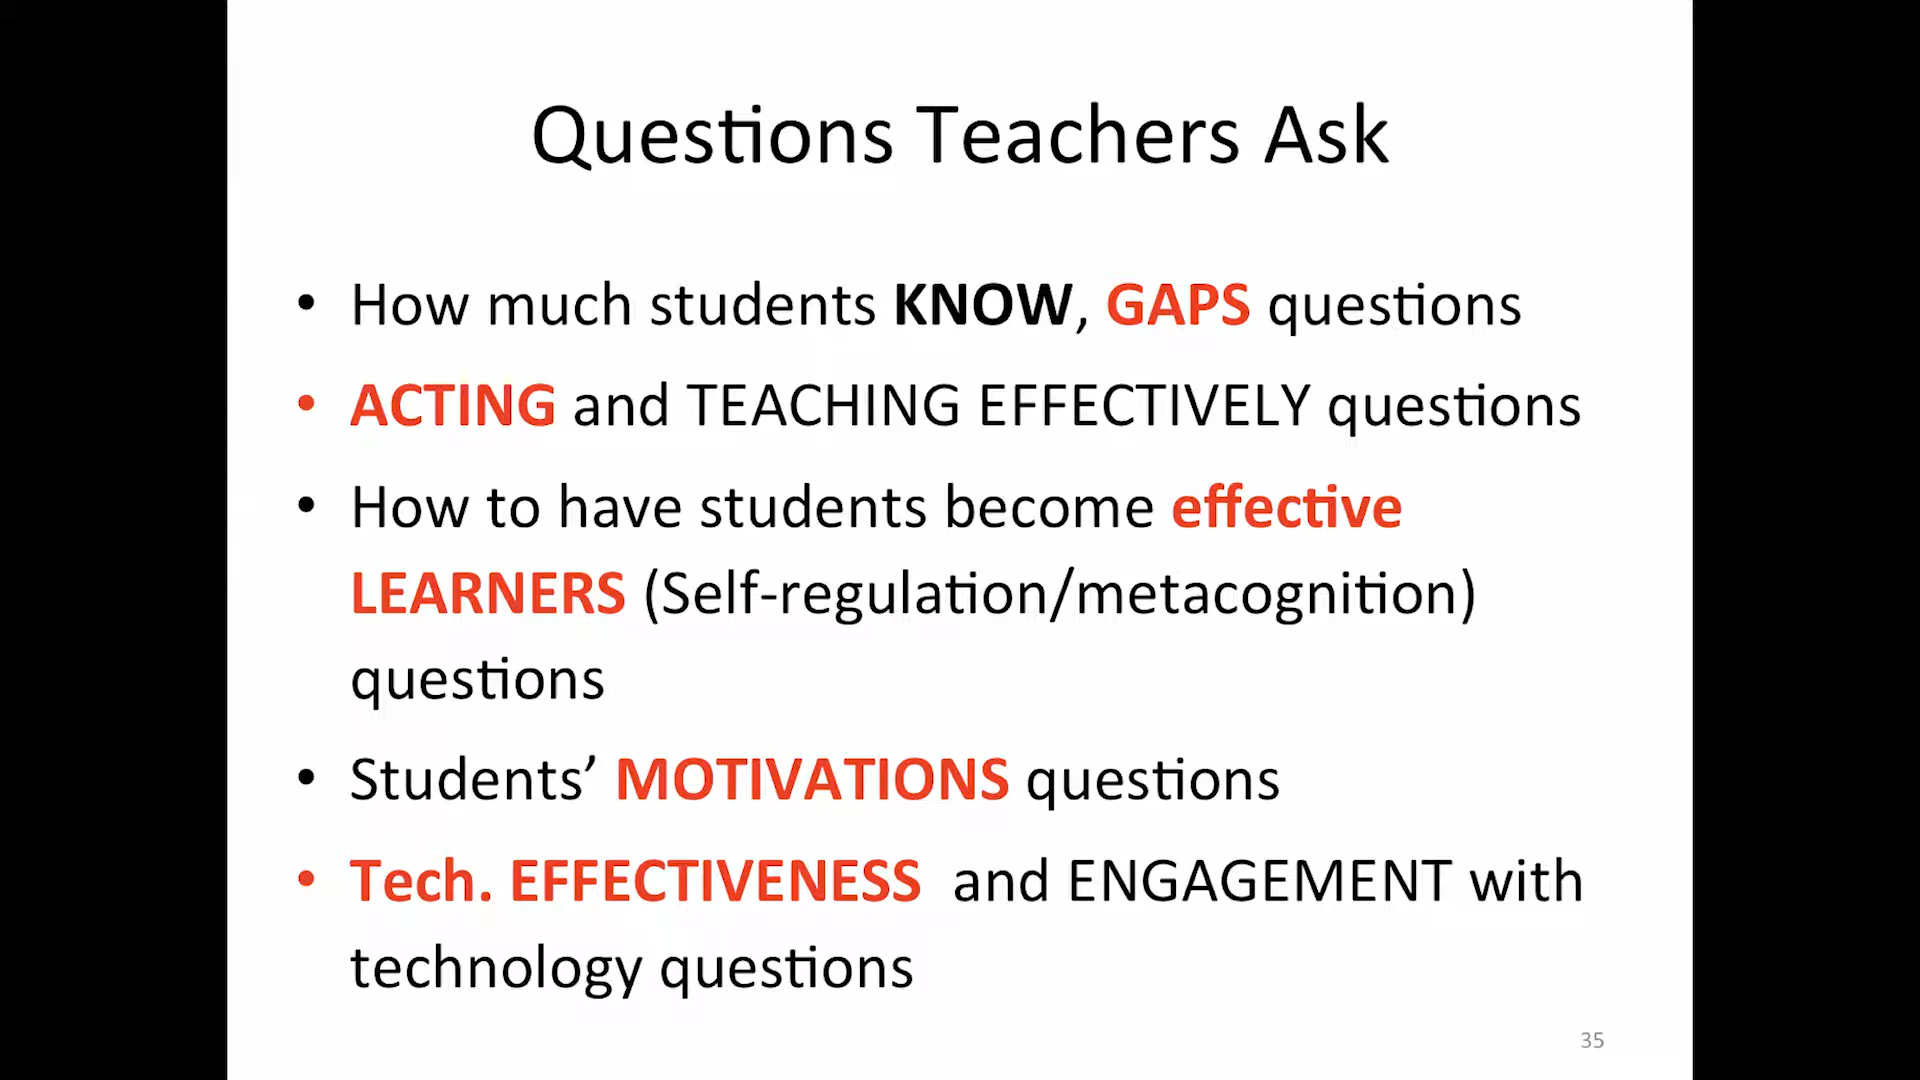 Questions Teachers Ask
• How much students KNOW, GAPS questions
• ACTING and TEACHING EFFECTIVELY questions
• How to have students become effective
LEARNERS (Self-regulation/metacognition)
questions
• Students’ MOTIVATIONS questions
• Tech. EFFECTIVENESS and ENGAGEMENT with
technology questions
35